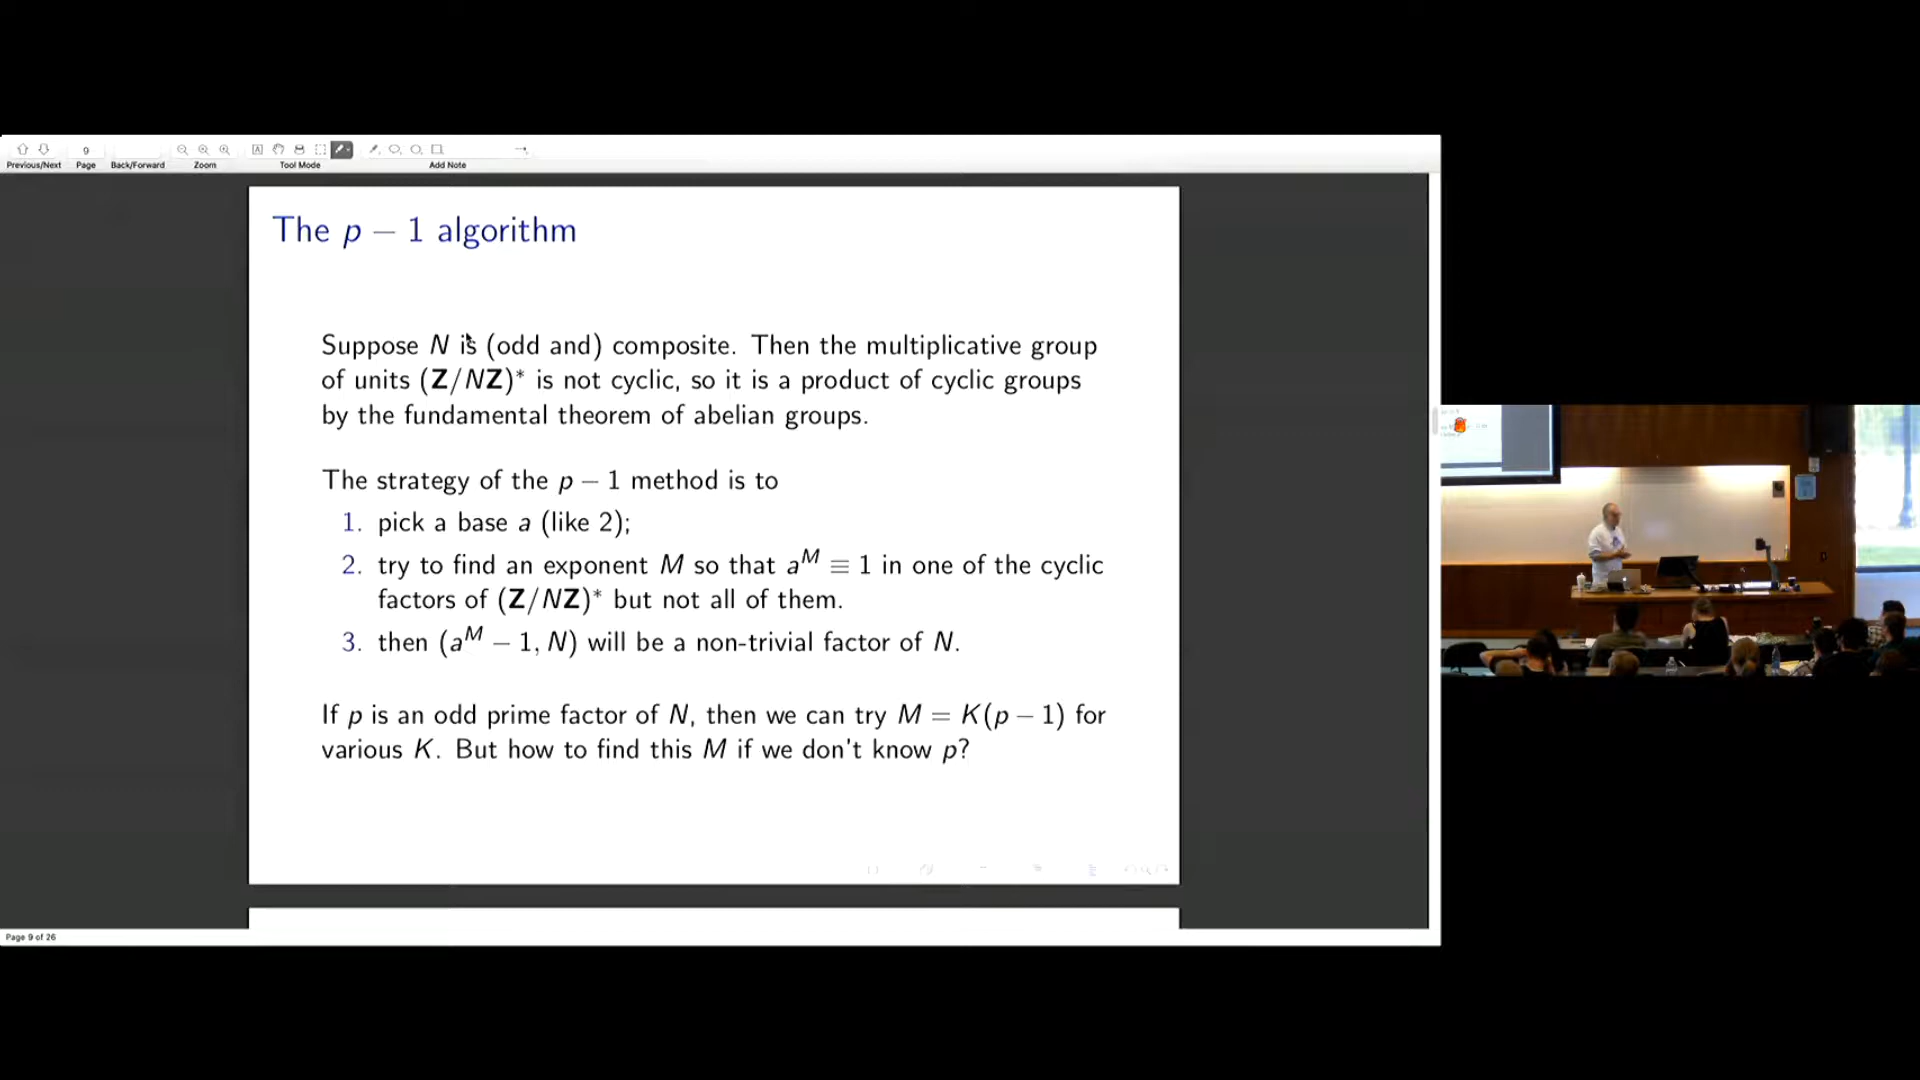 9
Previous/Next Page Back/Forward Zoom Tool Mode Add Note
The p − 1 algorithm
Suppose N is (odd and) composite. Then the multiplicative group
of units (Z/NZ)* is not cyclic, so it is a product of cyclic groups
by the fundamental theorem of abelian groups.
The strategy of the p − 1 method is to
1. pick a base a (like 2);
2. try to find an exponent M so that a^M ≡ 1 in one of the cyclic
factors of (Z/NZ)* but not all of them.
3. then (a^M − 1, N) will be a non-trivial factor of N.
If p is an odd prime factor of N, then we can try M = K(p − 1) for
various K. But how to find this M if we don't know p?
Page 9 of 26